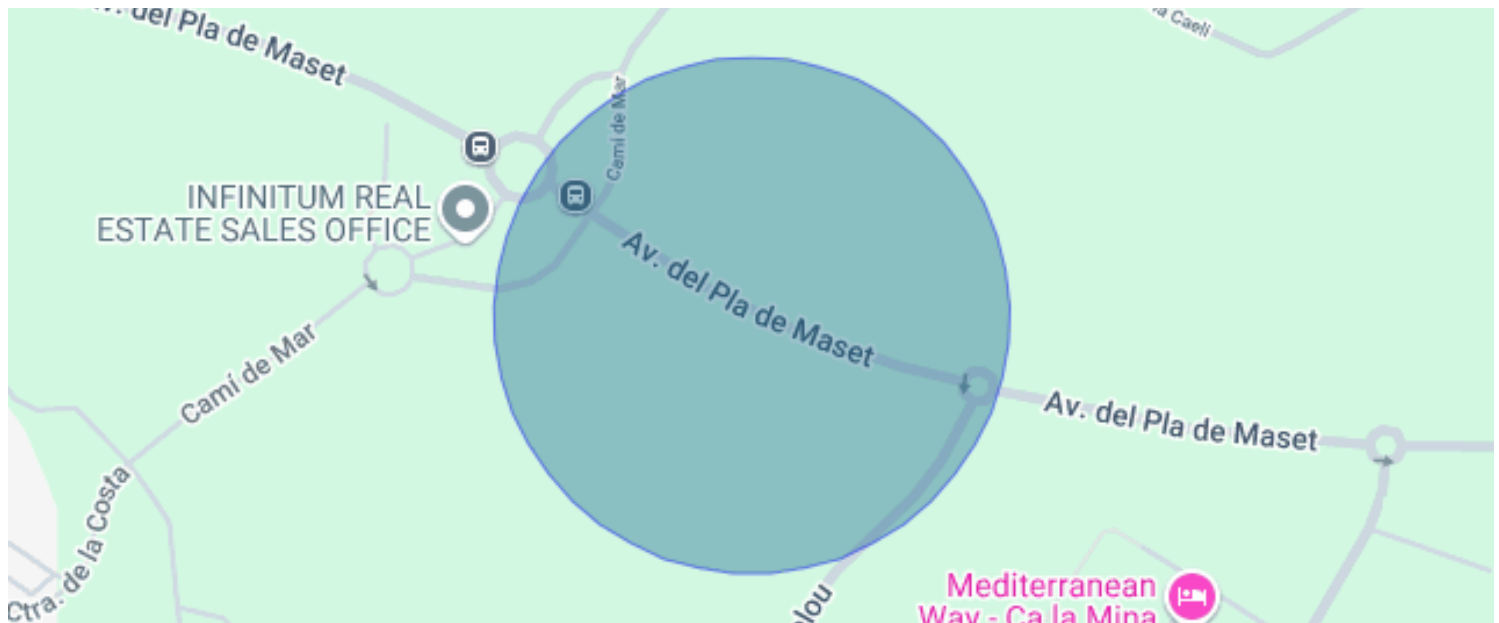 del Pla de Maset
Caeli
Camí de Mar
INFINITUM REAL
ESTATE SALES OFFICE
Av. del Pla de Maset
Camí de Mar
Av. del Pla de Maset
Ctra. de la Costa
Mediterranean
Way - Ca la Mina